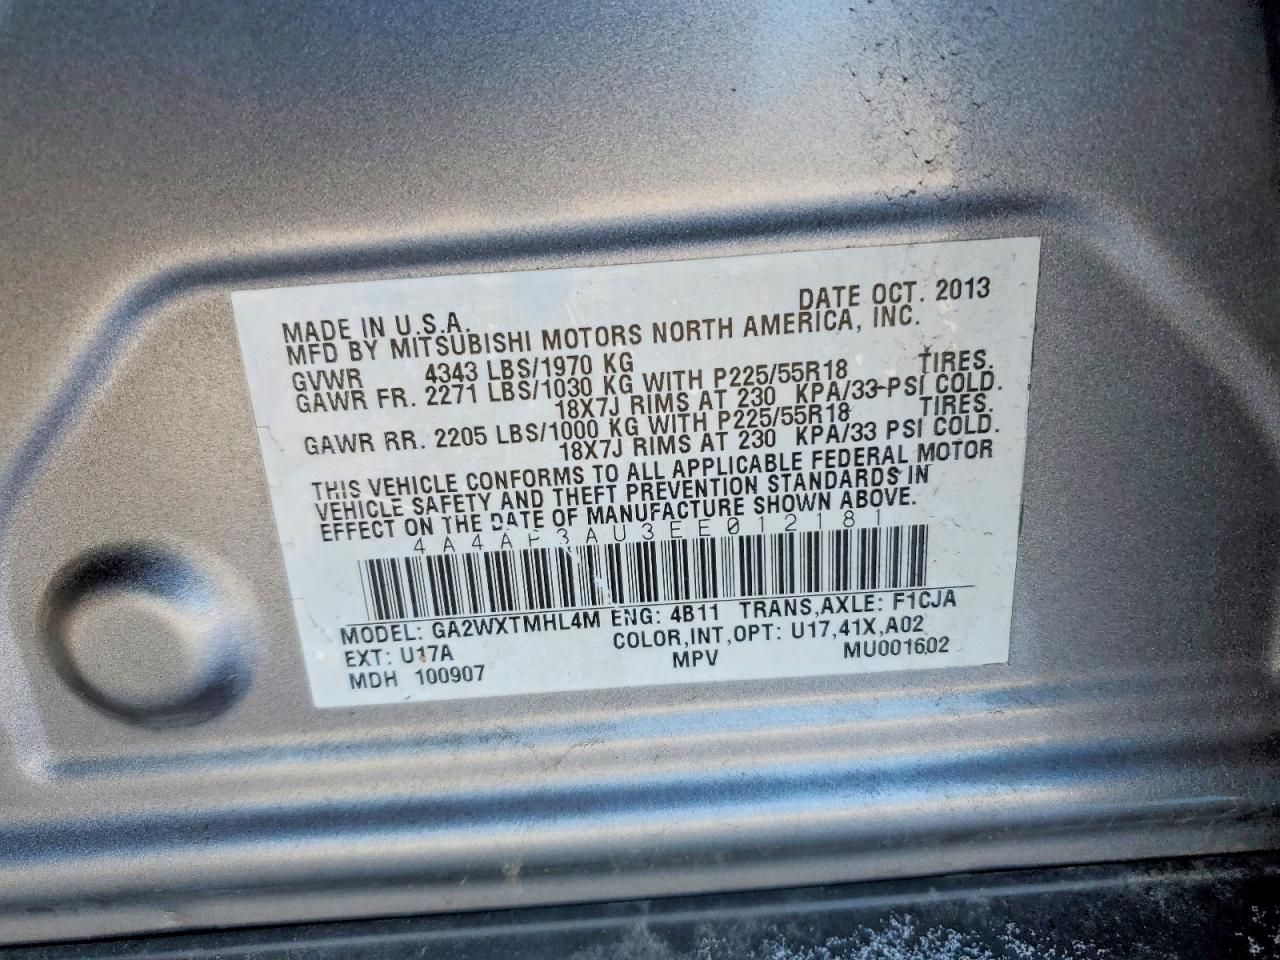 DATE OCT. 2013
MADE IN U.S.A.
MFD BY MITSUBISHI MOTORS NORTH AMERICA, INC.
GVWR 4343 LBS/1970 KG
GAWR FR. 2271 LBS/1030 KG WITH P225/55R18 TIRES.
18X7J RIMS AT 230 KPA/33 PSI COLD.
GAWR RR. 2205 LBS/1000 KG WITH P225/55R18 TIRES.
18X7J RIMS AT 230 KPA/33 PSI COLD.
THIS VEHICLE CONFORMS TO ALL APPLICABLE FEDERAL MOTOR
VEHICLE SAFETY AND THEFT PREVENTION STANDARDS IN
EFFECT ON THE DATE OF MANUFACTURE SHOWN ABOVE.
4A4AP3AU3EE012181
MODEL: GA2WXTMHL4M ENG: 4B11 TRANS,AXLE: F1CJA
EXT: U17A COLOR,INT,OPT: U17,41X,A02
MDH 100907 MPV MU001602